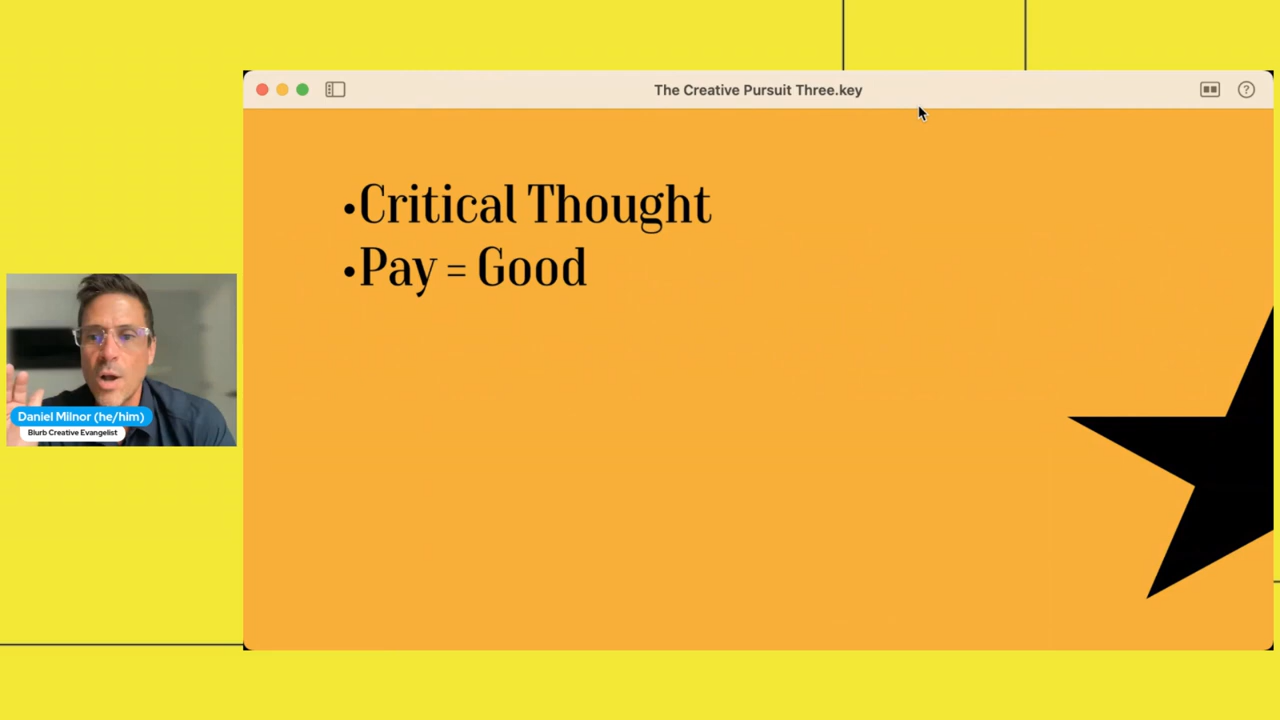 The Creative Pursuit Three.key
?
•Critical Thought
•Pay = Good
Daniel Milnor (he/him)
Blurb Creative Evangelist